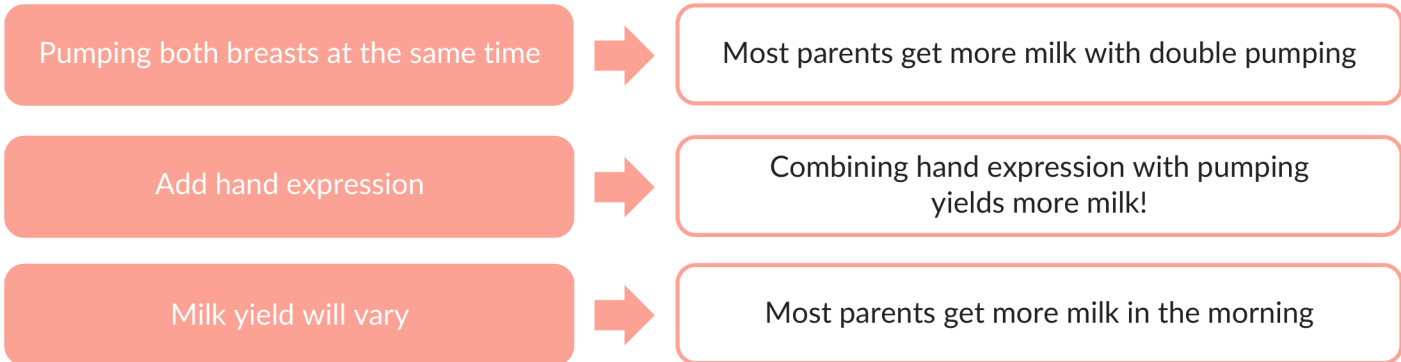 Pumping both breasts at the same time
Most parents get more milk with double pumping
Add hand expression
Combining hand expression with pumping
yields more milk!
Milk yield will vary
Most parents get more milk in the morning